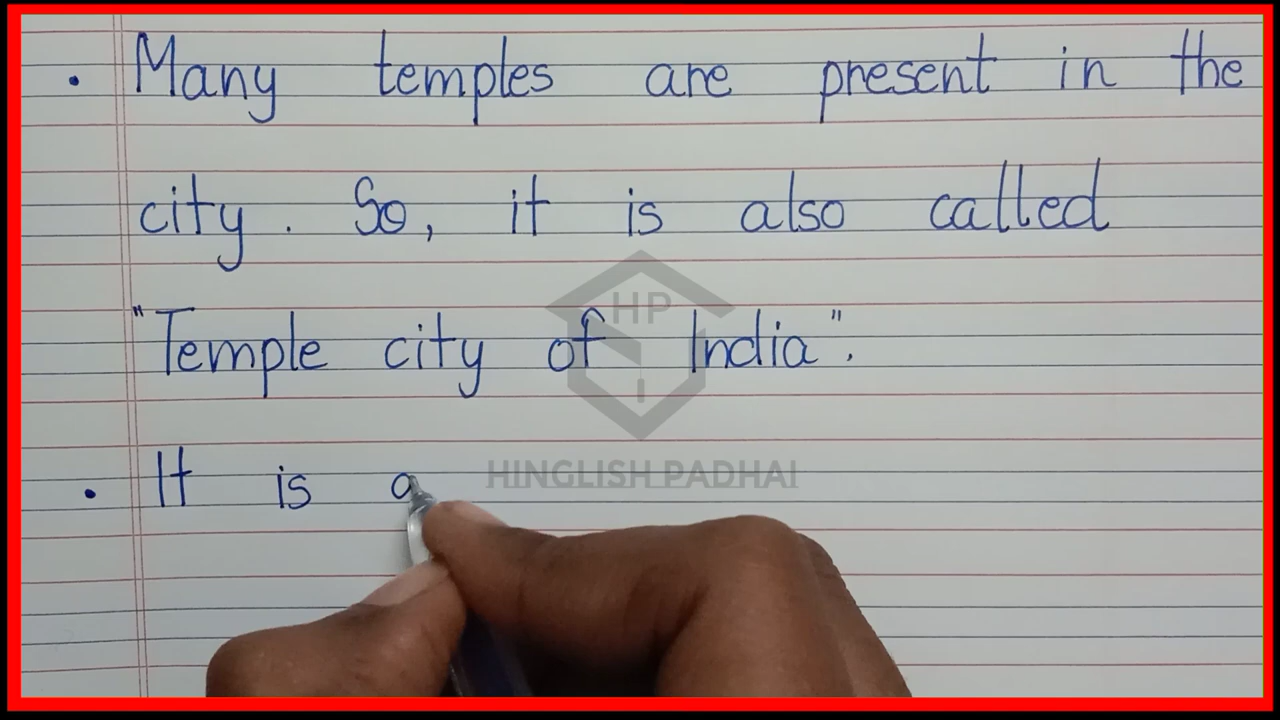 . Many temples are present in the
city. So, it is also called
"Temple city of India".
. It is a
HPI
HINGLISH PADHAI